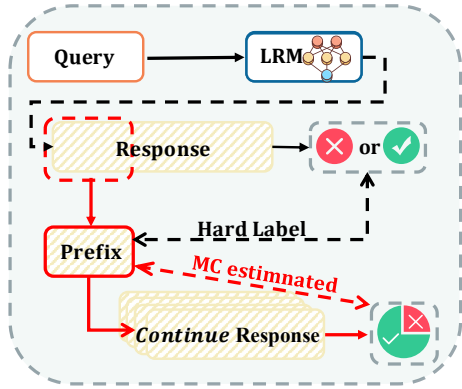 Query
LRM
Response
or
Hard Label
Prefix
MC estimnated
Continue Response